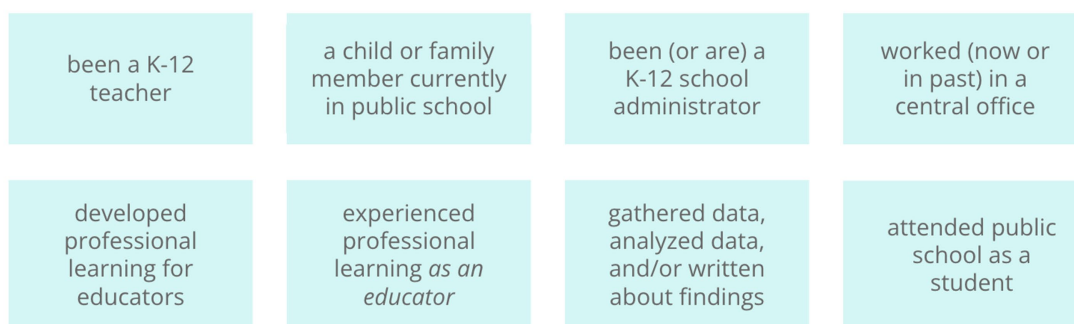 been a K-12
teacher
a child or family
member currently
in public school
been (or are) a
K-12 school
administrator
worked (now or
in past) in a
central office
developed
professional
learning for
educators
experienced
professional
learning as an
educator
gathered data,
analyzed data,
and/or written
about findings
attended public
school as a
student